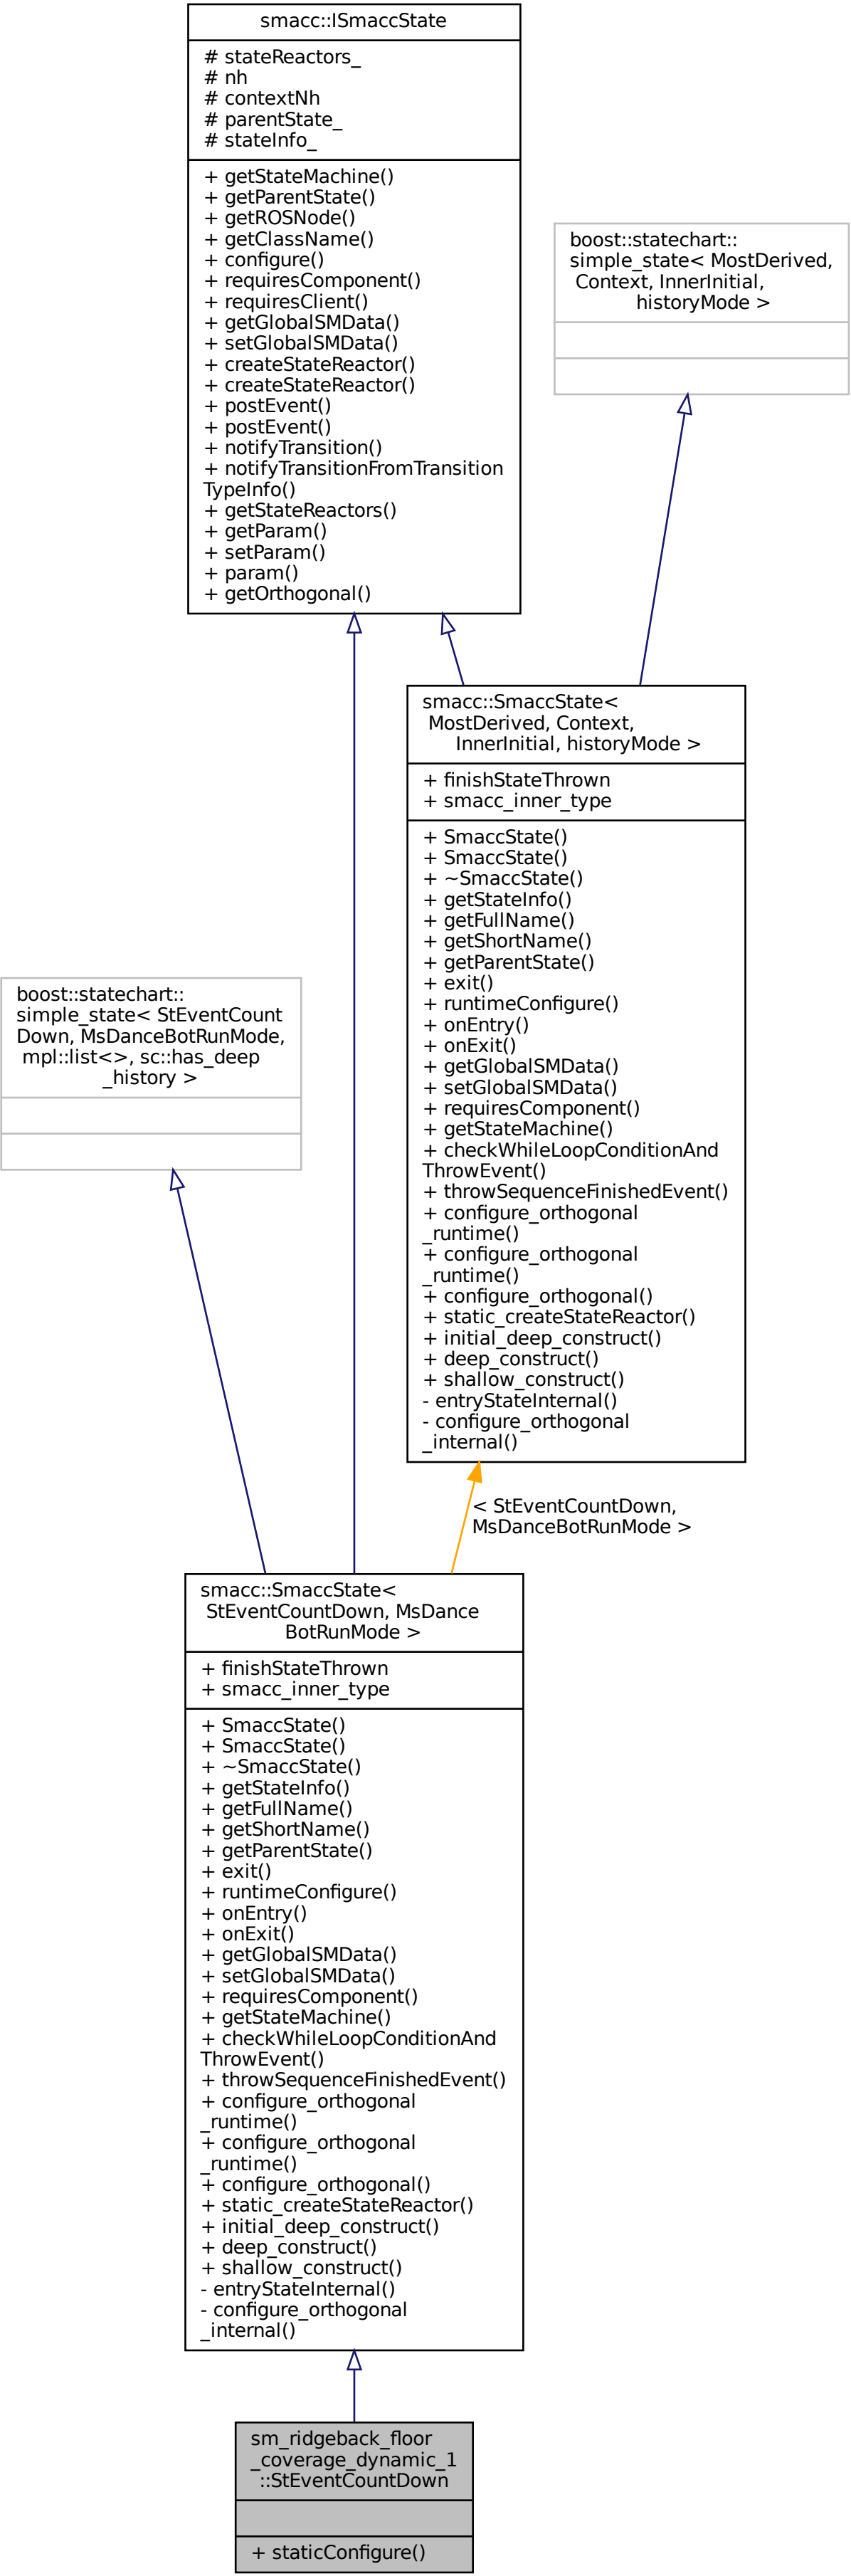 smacc::ISmaccState
# stateReactors_
# nh
# contextNh
# parentState_
# stateInfo_
+ getStateMachine()
+ getParentState()
+ getROSNode()
+ getClassName()
+ configure()
+ requiresComponent()
+ requiresClient()
+ getGlobalSMData()
+ setGlobalSMData()
+ createStateReactor()
+ createStateReactor()
+ postEvent()
+ postEvent()
+ notifyTransition()
+ notifyTransitionFromTransition
TypeInfo()
+ getStateReactors()
+ getParam()
+ setParam()
+ param()
+ getOrthogonal()
boost::statechart::
simple_state< MostDerived,
Context, InnerInitial,
historyMode >
smacc::SmaccState<
MostDerived, Context,
InnerInitial, historyMode >
+ finishStateThrown
+ smacc_inner_type
+ SmaccState()
+ SmaccState()
+ ~SmaccState()
+ getStateInfo()
+ getFullName()
+ getShortName()
+ getParentState()
+ exit()
+ runtimeConfigure()
+ onEntry()
+ onExit()
+ getGlobalSMData()
+ setGlobalSMData()
+ requiresComponent()
+ getStateMachine()
+ checkWhileLoopConditionAnd
ThrowEvent()
+ throwSequenceFinishedEvent()
+ configure_orthogonal
_runtime()
+ configure_orthogonal
_runtime()
+ configure_orthogonal()
+ static_createStateReactor()
+ initial_deep_construct()
+ deep_construct()
+ shallow_construct()
- entryStateInternal()
- configure_orthogonal
_internal()
boost::statechart::
simple_state< StEventCount
Down, MsDanceBotRunMode,
mpl::list<>, sc::has_deep
_history >
< StEventCountDown,
MsDanceBotRunMode >
smacc::SmaccState<
StEventCountDown, MsDance
BotRunMode >
+ finishStateThrown
+ smacc_inner_type
+ SmaccState()
+ SmaccState()
+ ~SmaccState()
+ getStateInfo()
+ getFullName()
+ getShortName()
+ getParentState()
+ exit()
+ runtimeConfigure()
+ onEntry()
+ onExit()
+ getGlobalSMData()
+ setGlobalSMData()
+ requiresComponent()
+ getStateMachine()
+ checkWhileLoopConditionAnd
ThrowEvent()
+ throwSequenceFinishedEvent()
+ configure_orthogonal
_runtime()
+ configure_orthogonal
_runtime()
+ configure_orthogonal()
+ static_createStateReactor()
+ initial_deep_construct()
+ deep_construct()
+ shallow_construct()
- entryStateInternal()
- configure_orthogonal
_internal()
sm_ridgeback_floor
_coverage_dynamic_1
::StEventCountDown
+ staticConfigure()